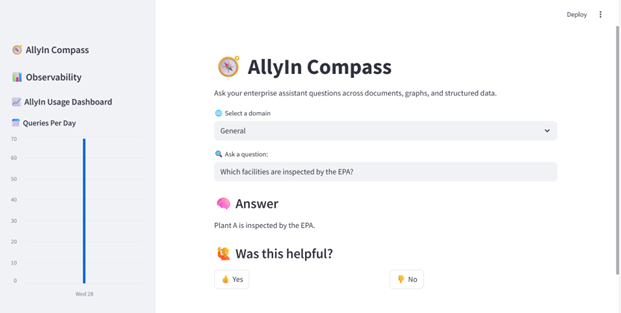 Deploy
AllyIn Compass
Observability
AllyIn Usage Dashboard
Queries Per Day
70
60
50
40
30
20
10
0
Wed 28
AllyIn Compass
Ask your enterprise assistant questions across documents, graphs, and structured data.
Select a domain
General
Ask a question:
Which facilities are inspected by the EPA?
Answer
Plant A is inspected by the EPA.
Was this helpful?
Yes
No